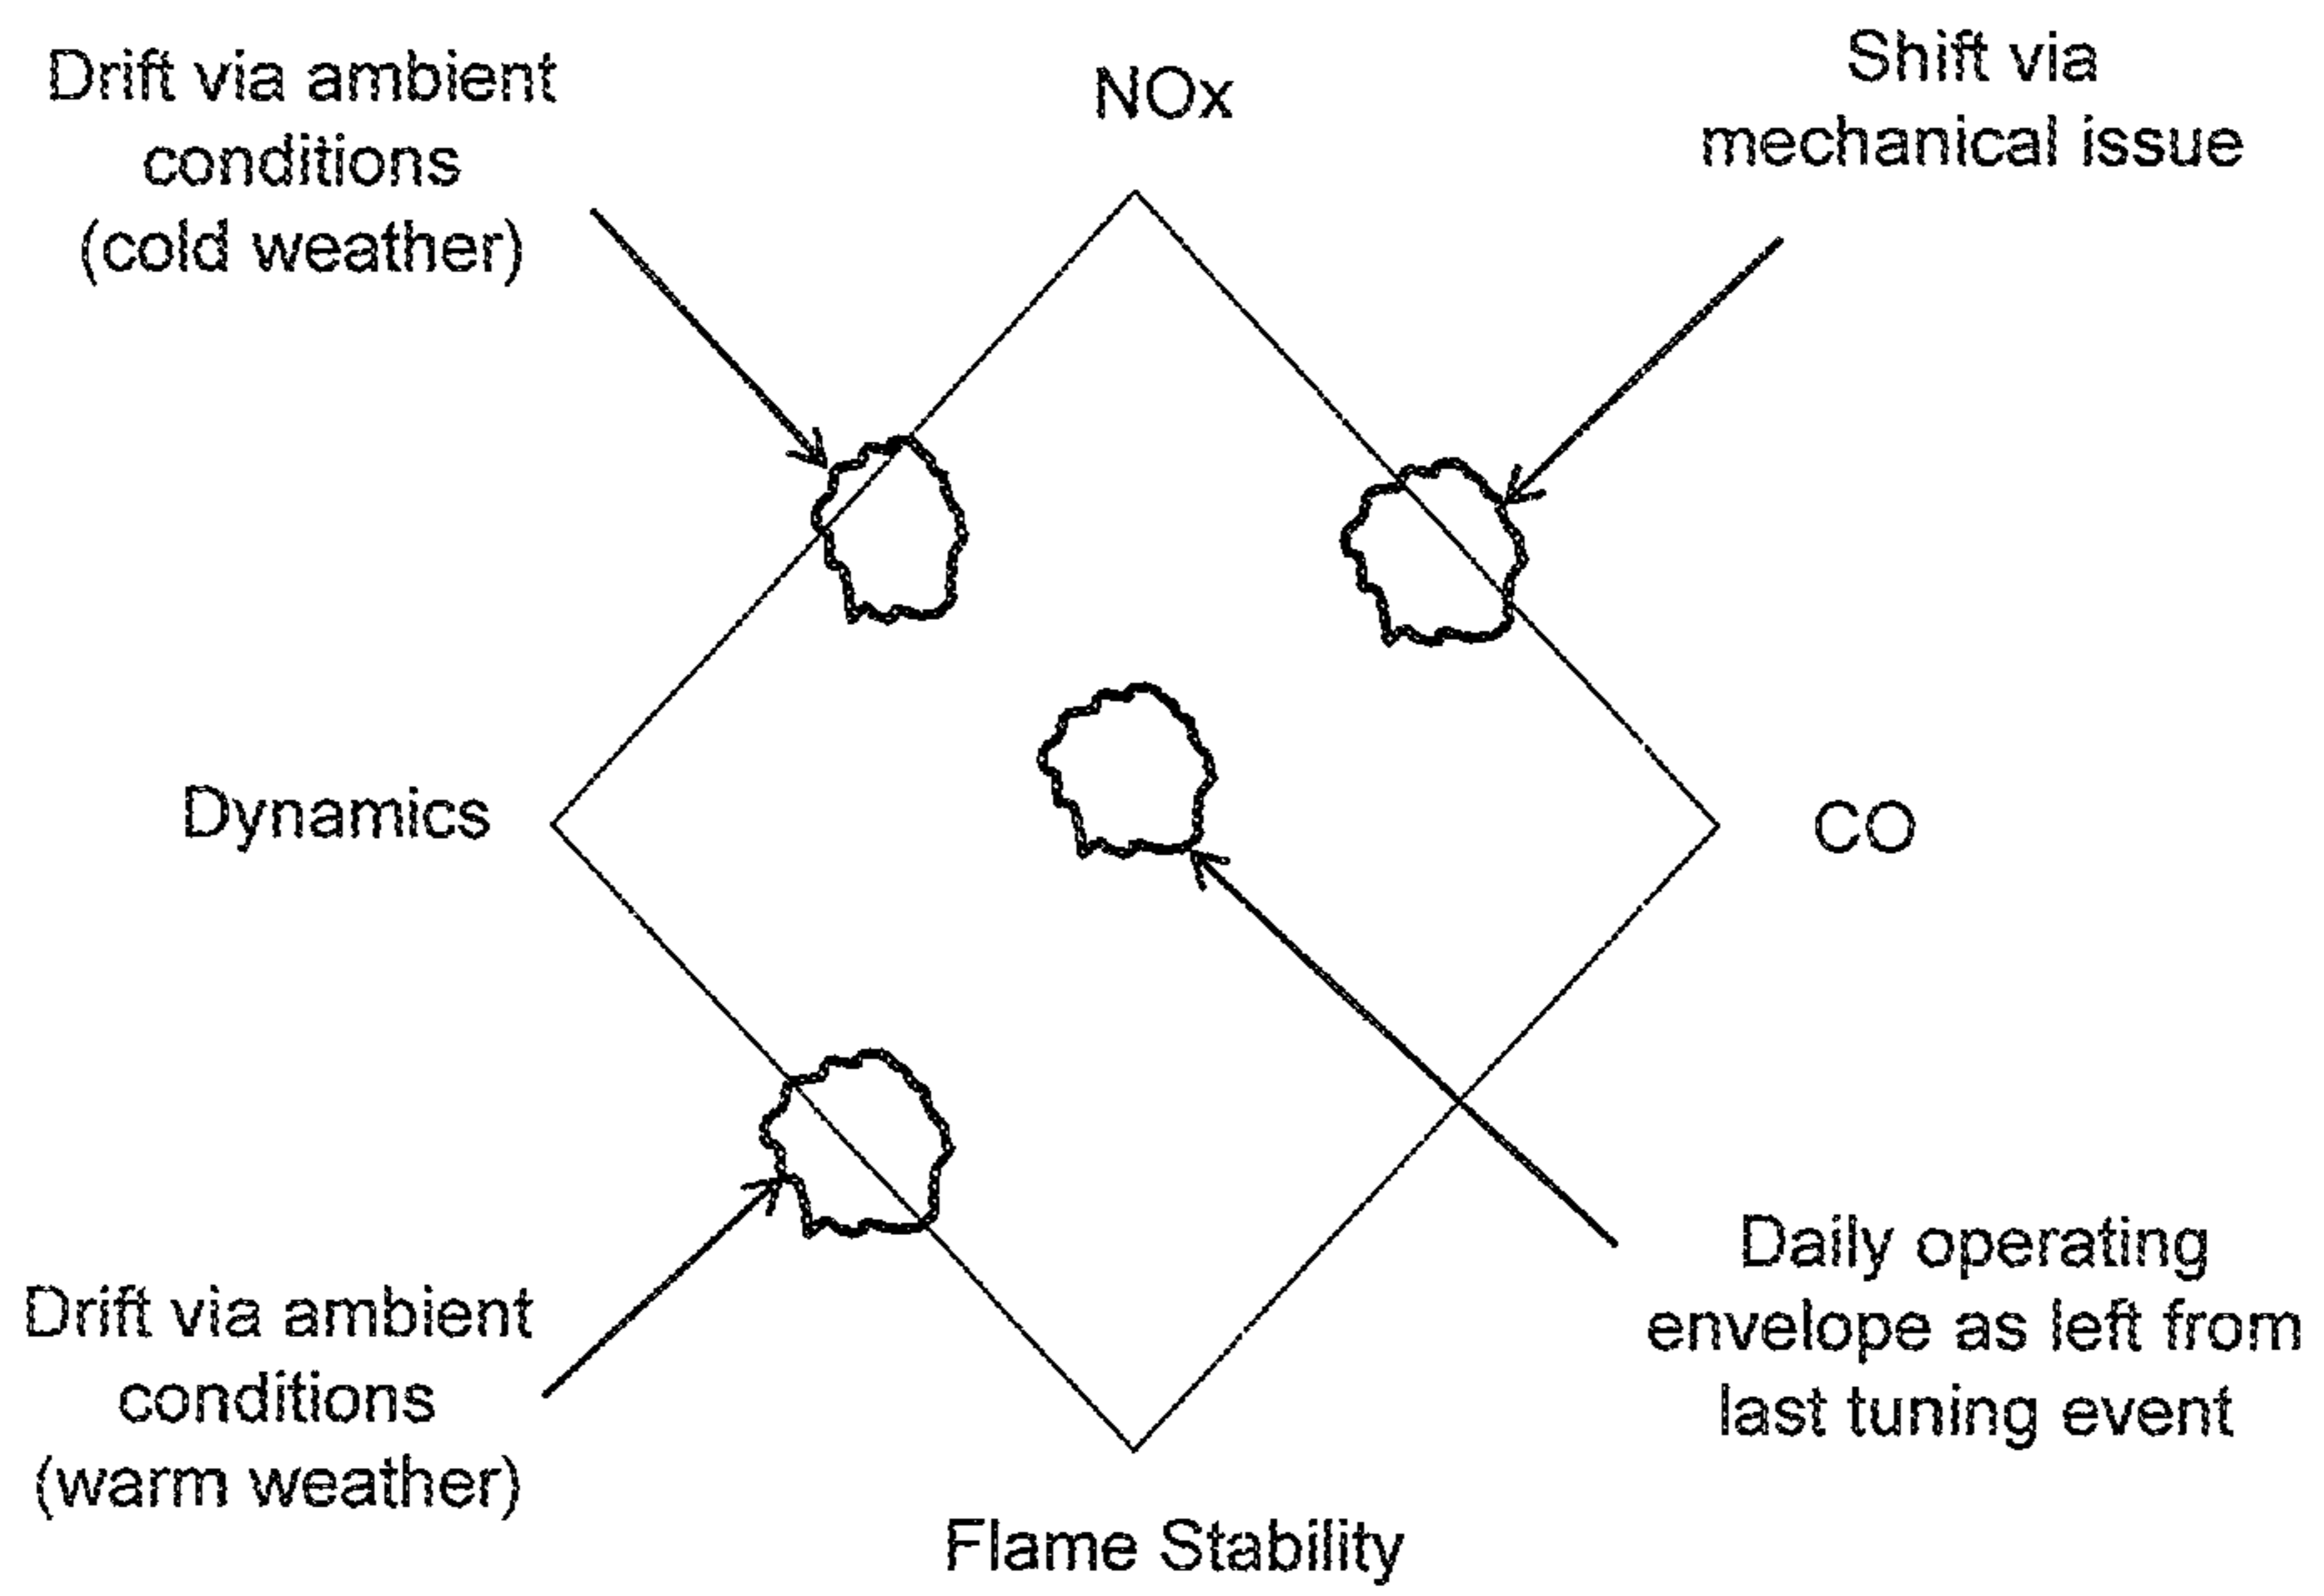 Drift via ambient
conditions
(cold weather)
NOx
Shift via
mechanical issue
Dynamics
CO
Drift via ambient
conditions
(warm weather)
Daily operating
envelope as left from
last tuning event
Flame Stability